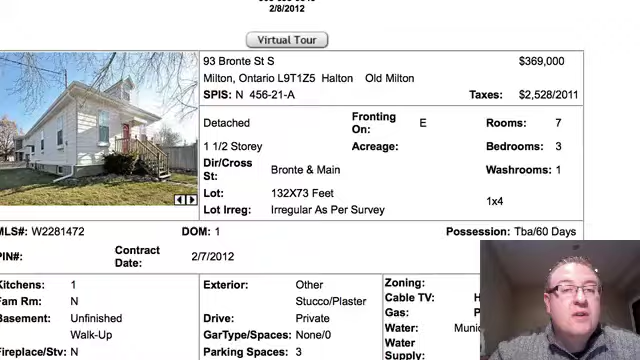 2/8/2012
Virtual Tour
93 Bronte St S $369,000
Milton, Ontario L9T1Z5 Halton Old Milton
SPIS: N 456-21-A Taxes: $2,528/2011
Detached Fronting On: E Rooms: 7
1 1/2 Storey Acreage: Bedrooms: 3
Dir/Cross St: Bronte & Main Washrooms: 1
Lot: 132X73 Feet 1x4
Lot Irreg: Irregular As Per Survey
MLS#: W2281472 DOM: 1 Possession: Tba/60 Days
PIN#: Contract Date: 2/7/2012
Kitchens: 1 Exterior: Other Zoning:
Fam Rm: N Stucco/Plaster Cable TV: H
Basement: Unfinished Drive: Private Gas: P
Walk-Up GarType/Spaces: None/0 Water: Munic
Fireplace/Stv: N Parking Spaces: 3 Water Supply: